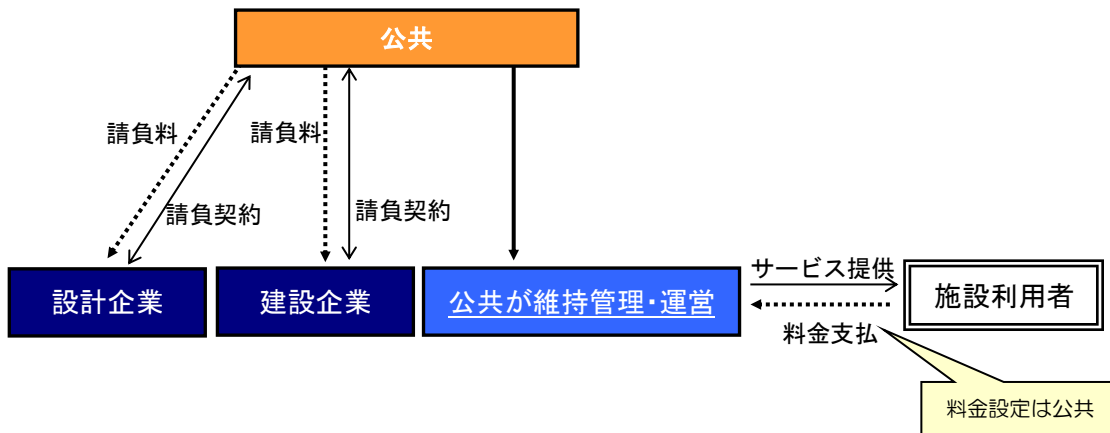 公共
請負料
請負料
請負契約
請負契約
設計企業
建設企業
公共が維持管理・運営
サービス提供
料金支払
施設利用者
料金設定は公共